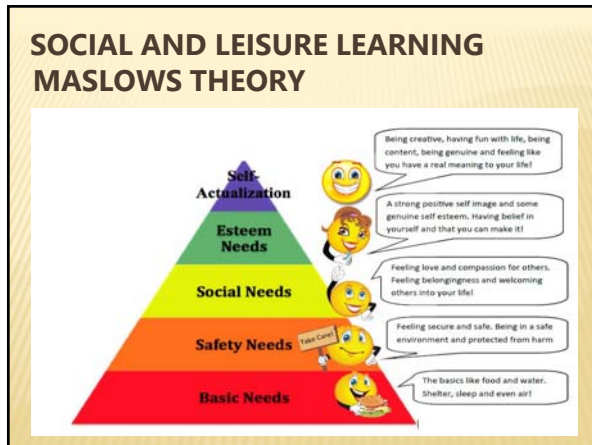 SOCIAL AND LEISURE LEARNING
MASLOWS THEORY
Self-
Actualization
Being creative, having fun with life, being
content, being genuine and feeling like
you have a real meaning to your life!
Esteem
Needs
A strong positive self image and some
genuine self esteem. Having belief in
yourself and that you can make it!
Social Needs
Feeling love and compassion for others.
Feeling belongingness and welcoming
others into your life!
Safety Needs
Take Care!
Feeling secure and safe. Being in a safe
environment and protected from harm
Basic Needs
The basics like food and water.
Shelter, sleep and even air!